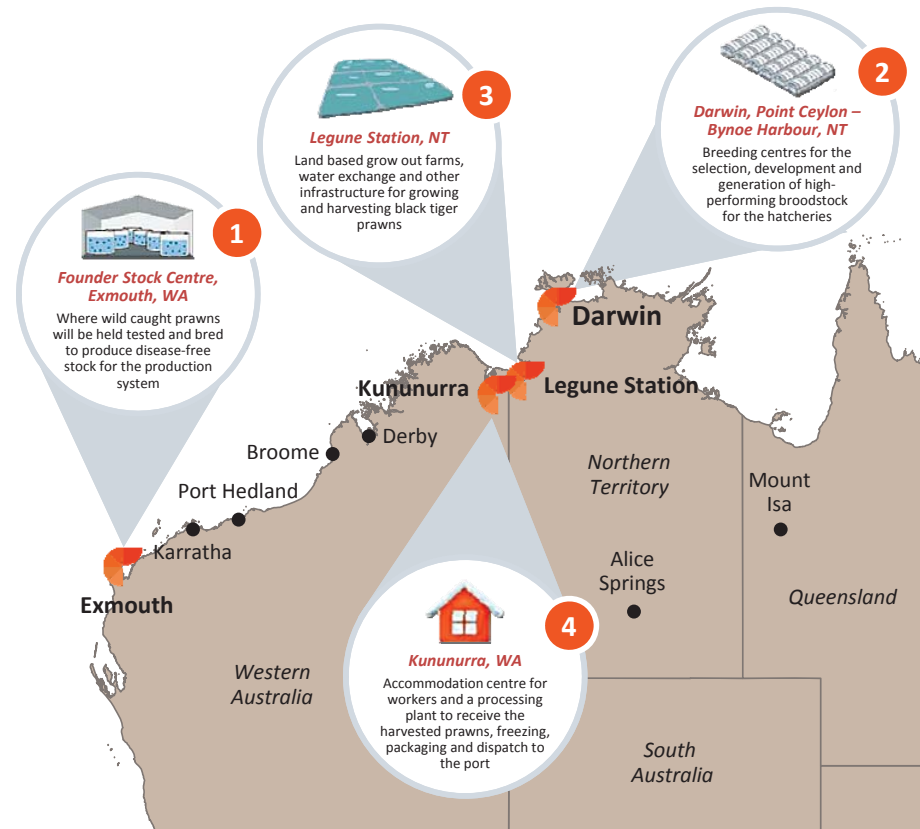 1
Founder Stock Centre,
Exmouth, WA
Where wild caught prawns
will be held tested and bred
to produce disease-free
stock for the production
system
2
Darwin, Point Ceylon –
Bynoe Harbour, NT
Breeding centres for the
selection, development and
generation of high-
performing broodstock
for the hatcheries
3
Legune Station, NT
Land based grow out farms,
water exchange and other
infrastructure for growing
and harvesting black tiger
prawns
4
Kununurra, WA
Accommodation centre for
workers and a processing
plant to receive the
harvested prawns, freezing,
packaging and dispatch to
the port
Darwin
Kununurra
Legune Station
Derby
Broome
Port Hedland
Karratha
Exmouth
Northern
Territory
Mount
Isa
Alice
Springs
Queensland
Western
Australia
South
Australia